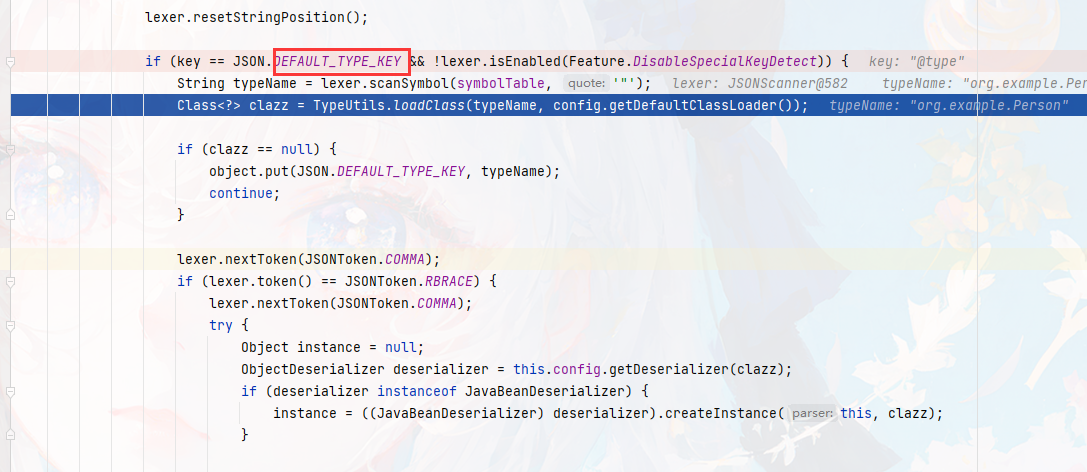 lexer.resetStringPosition();
if (key == JSON.DEFAULT_TYPE_KEY && !lexer.isEnabled(Feature.DisableSpecialKeyDetect)) { key: "@type"
String typeName = lexer.scanSymbol(symbolTable, quote: '"'); lexer: JSONScanner@582 typeName: "org.example.Per
Class<?> clazz = TypeUtils.loadClass(typeName, config.getDefaultClassLoader()); typeName: "org.example.Person"
if (clazz == null) {
object.put(JSON.DEFAULT_TYPE_KEY, typeName);
continue;
}
lexer.nextToken(JSONToken.COMMA);
if (lexer.token() == JSONToken.RBRACE) {
lexer.nextToken(JSONToken.COMMA);
try {
Object instance = null;
ObjectDeserializer deserializer = this.config.getDeserializer(clazz);
if (deserializer instanceof JavaBeanDeserializer) {
instance = ((JavaBeanDeserializer) deserializer).createInstance( parser: this, clazz);
}